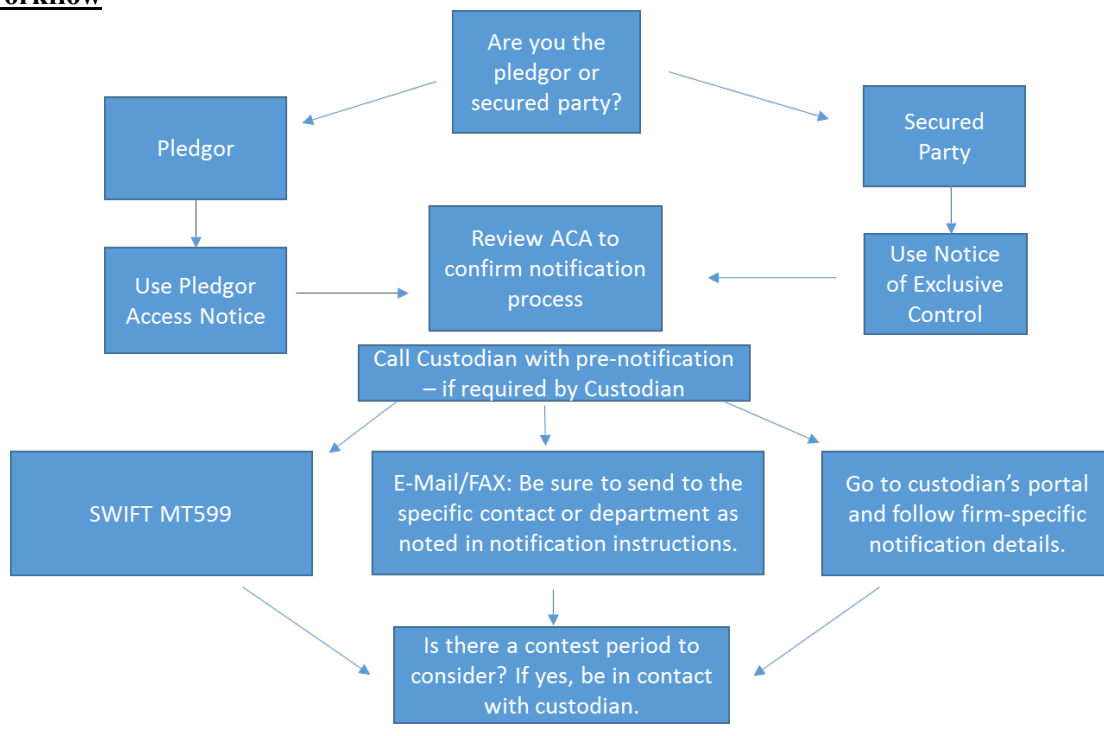 Are you the
pledgor or
secured party?
Pledgor
Secured
Party
Use Pledgor
Access Notice
Review ACA to
confirm notification
process
Use Notice
of Exclusive
Control
Call Custodian with pre-notification
– if required by Custodian
SWIFT MT599
E-Mail/FAX: Be sure to send to the
specific contact or department as
noted in notification instructions.
Go to custodian's portal
and follow firm-specific
notification details.
Is there a contest period to
consider? If yes, be in contact
with custodian.